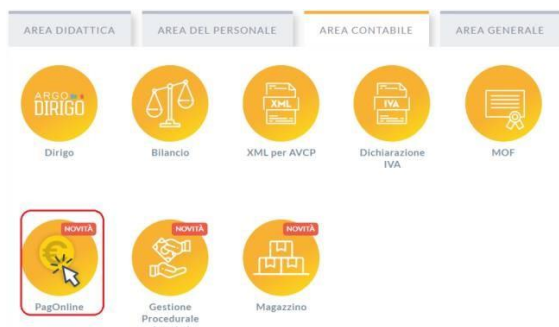 AREA DIDATTICA
AREA DEL PERSONALE
AREA CONTABILE
AREA GENERALE
ARGO
DIRIGO
XML
IVA
Dirigo
Bilancio
XML per AVCP
Dichiarazione
IVA
MOF
NOVITÀ
NOVITÀ
NOVITÀ
€
PagOnline
Gestione
Procedurale
Magazzino